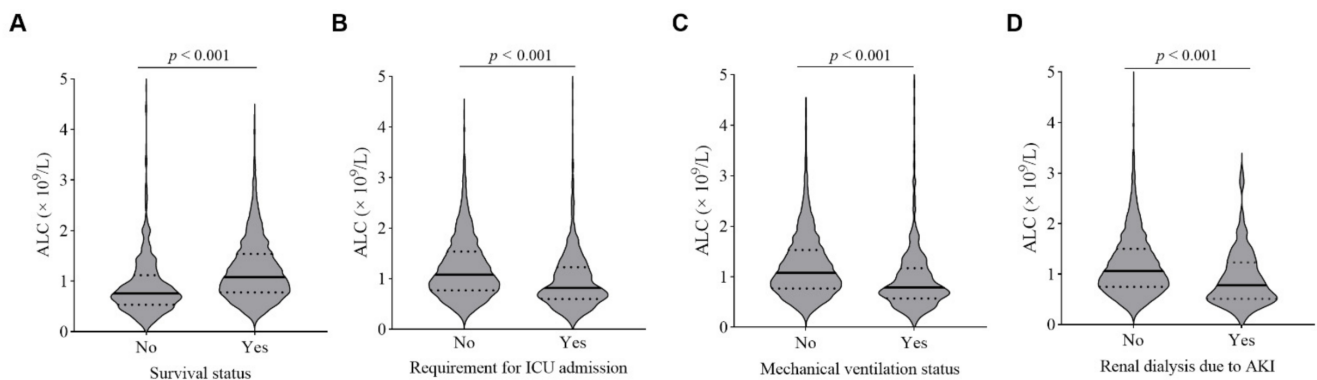 A
p < 0.001
ALC (× 10⁹/L)
5
4
3
2
1
0
No
Yes
Survival status
B
p < 0.001
ALC (× 10⁹/L)
5
4
3
2
1
0
No
Yes
Requirement for ICU admission
C
p < 0.001
ALC (× 10⁹/L)
5
4
3
2
1
0
No
Yes
Mechanical ventilation status
D
p < 0.001
ALC (× 10⁹/L)
5
4
3
2
1
0
No
Yes
Renal dialysis due to AKI